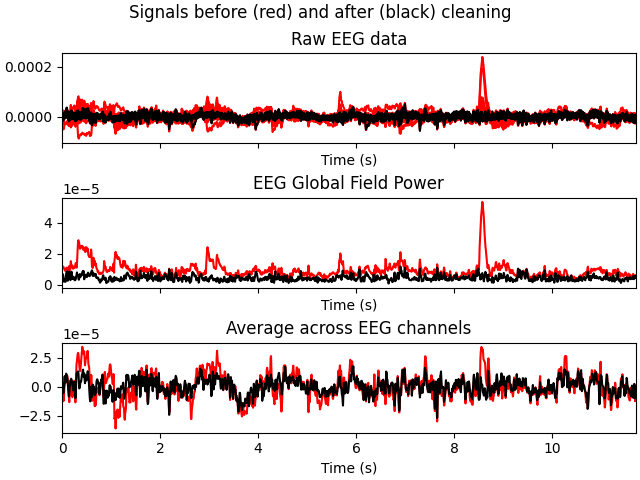 Signals before (red) and after (black) cleaning
Raw EEG data
0.0002
0.0000
Time (s)
EEG Global Field Power
1e−5
4
2
0
Time (s)
Average across EEG channels
1e−5
2.5
0.0
−2.5
0 2 4 6 8 10
Time (s)